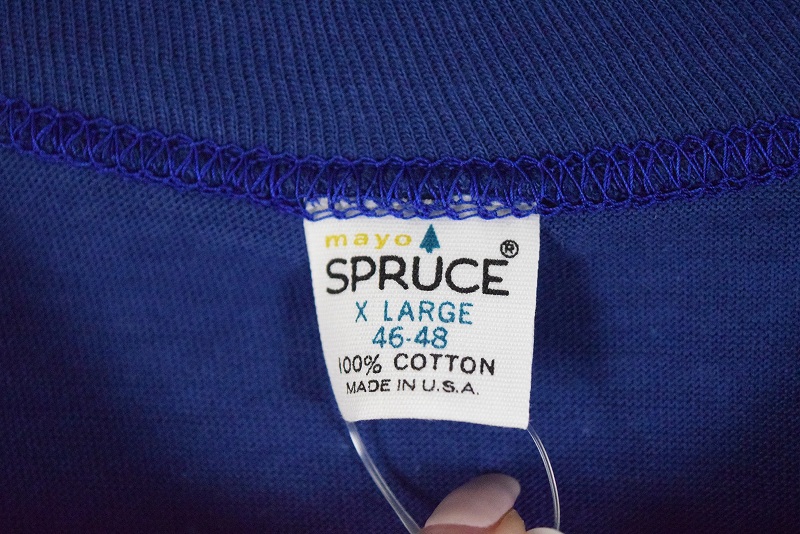 mayo
SPRUCE®
X LARGE
46-48
100% COTTON
MADE IN U.S.A.